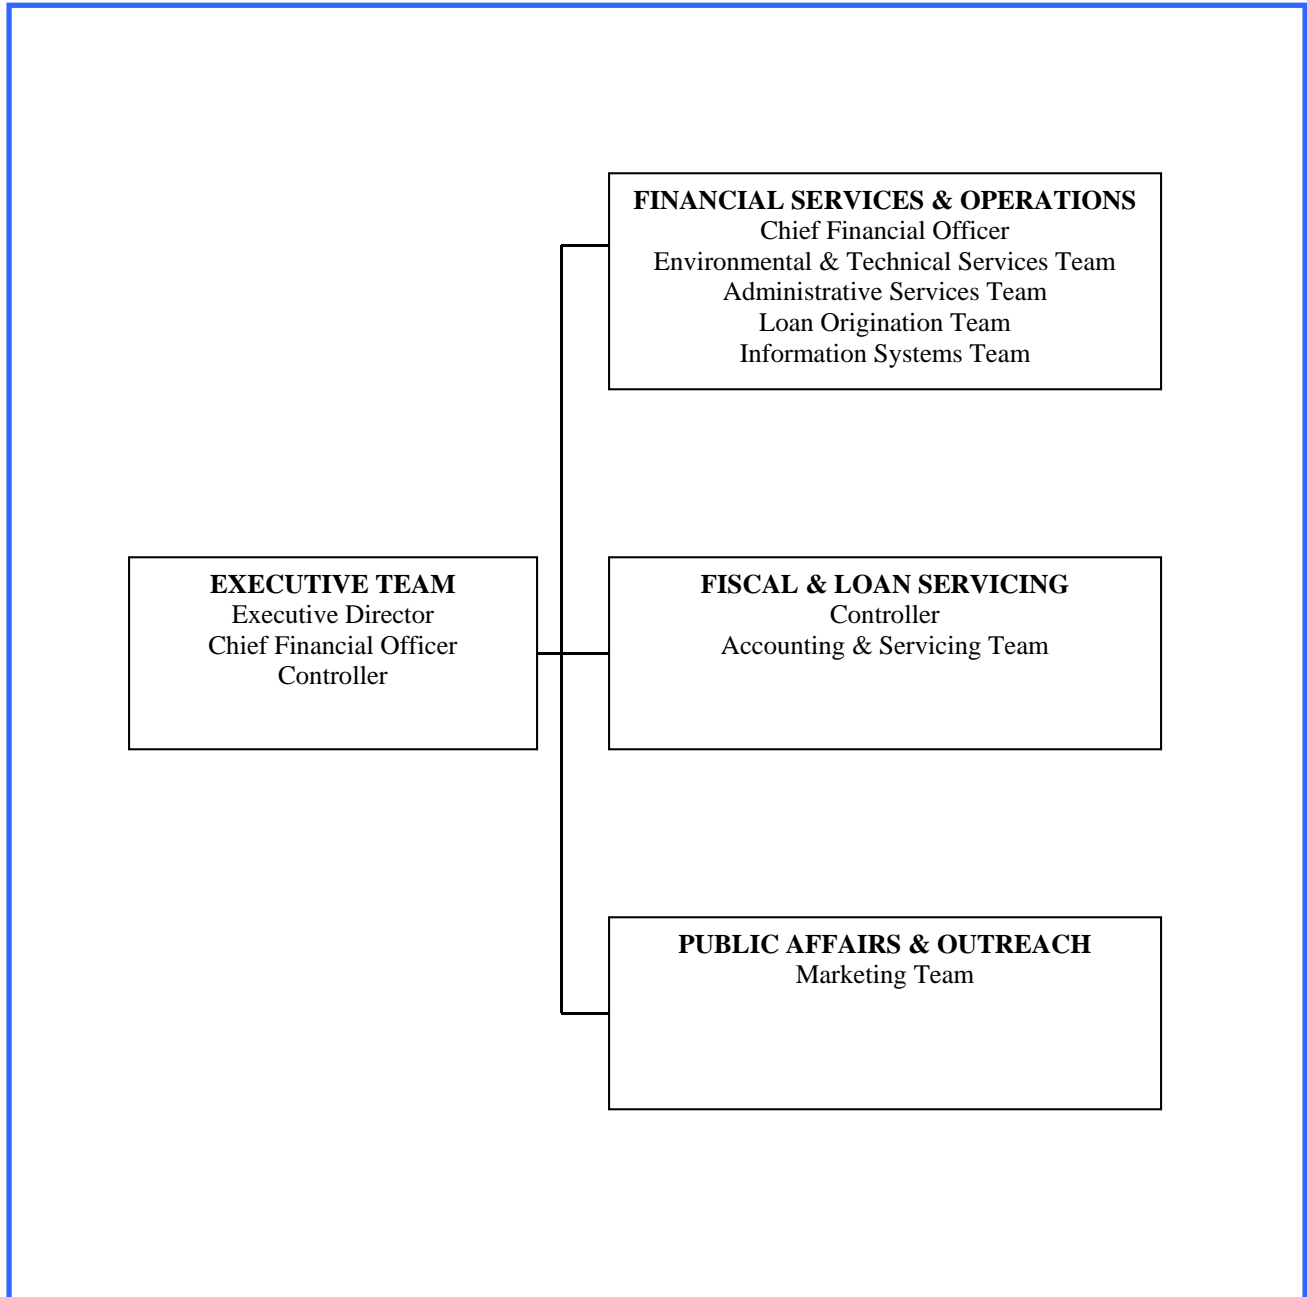 FINANCIAL SERVICES & OPERATIONS
Chief Financial Officer
Environmental & Technical Services Team
Administrative Services Team
Loan Origination Team
Information Systems Team
EXECUTIVE TEAM
Executive Director
Chief Financial Officer
Controller
FISCAL & LOAN SERVICING
Controller
Accounting & Servicing Team
PUBLIC AFFAIRS & OUTREACH
Marketing Team